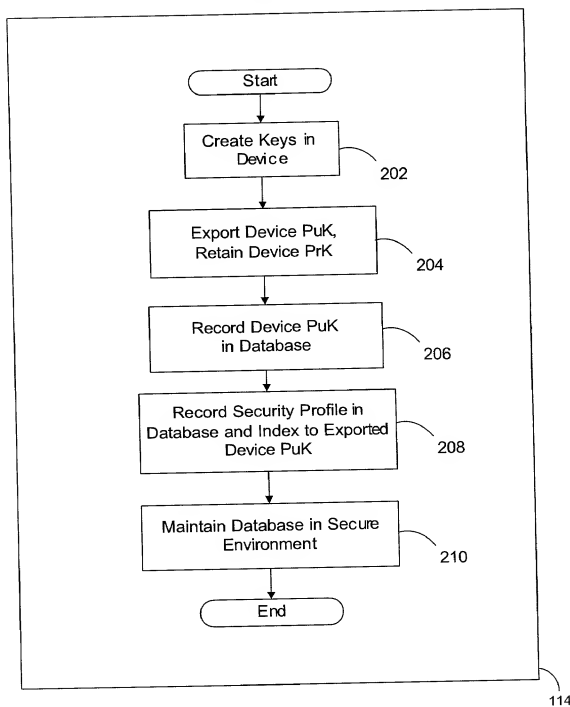 Start
Create Keys in
Device
202
Export Device PuK,
Retain Device PrK
204
Record Device PuK
in Database
206
Record Security Profile in
Database and Index to Exported
Device PuK
208
Maintain Database in Secure
Environment
210
End
114